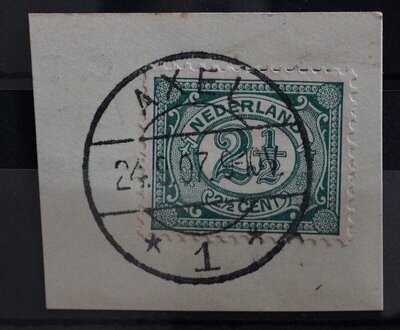 AXEL
NEDERLAND
2½
24.9.07
(2½ CENT)
* 1 *